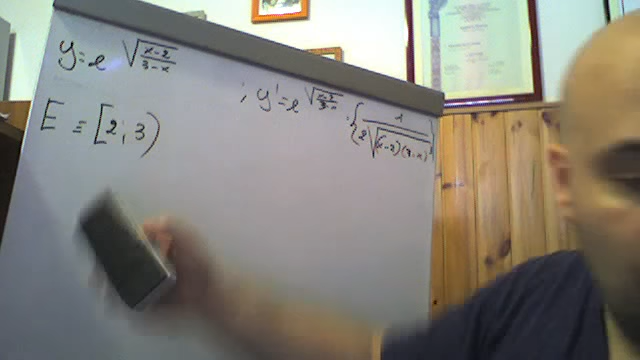 y = e^√((x-2)/(3-x))
; y' = e^√((x-2)/(3-x)) · (1/(2√((x-2)(3-x)
E ≡ [2; 3)